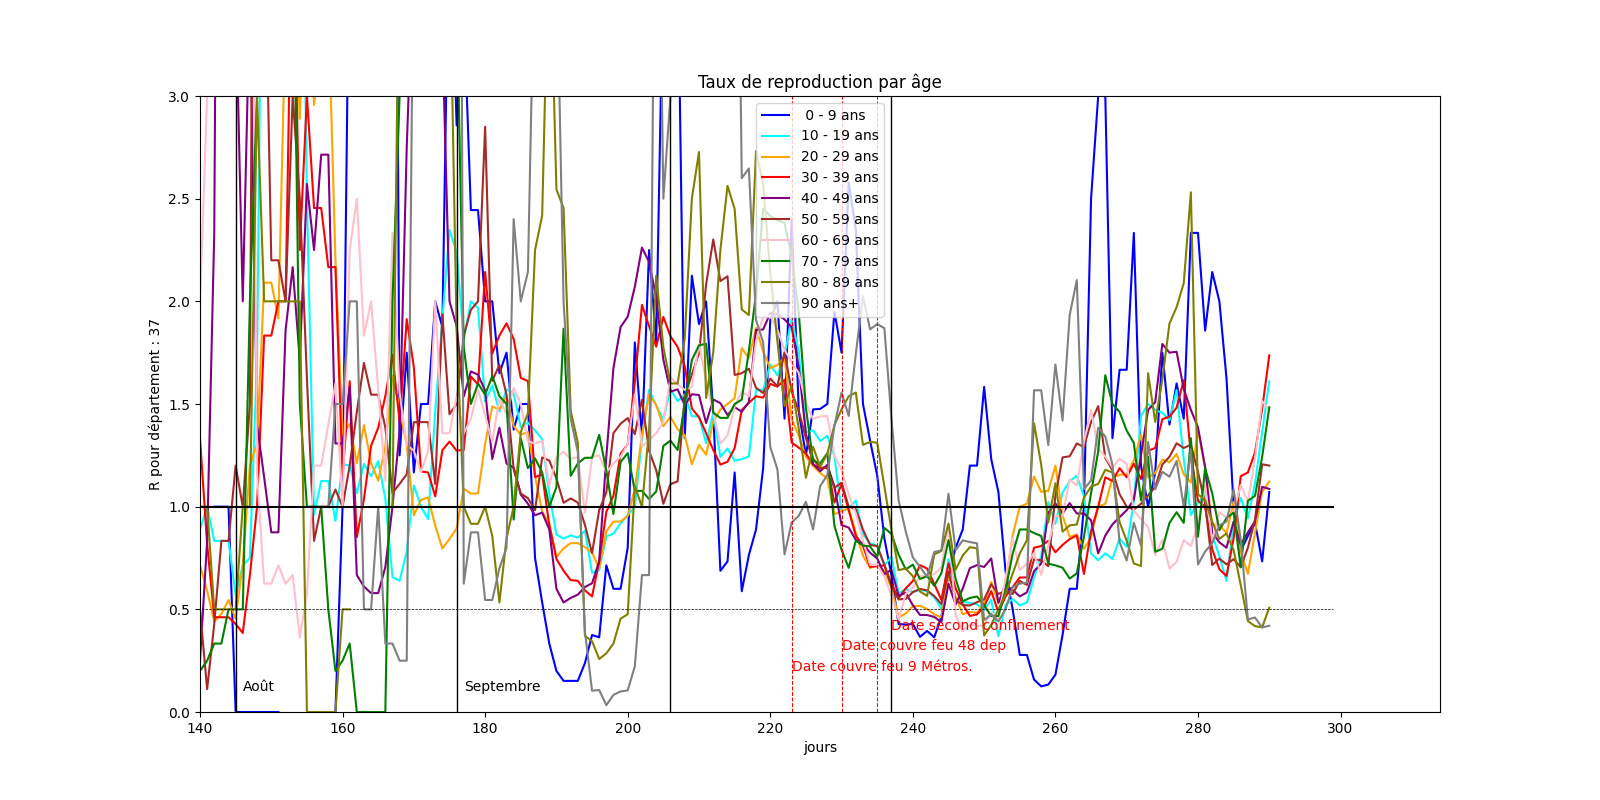 Taux de reproduction par âge
R pour département : 37
3.0
2.5
2.0
1.5
1.0
0.5
0.0
0 - 9 ans
10 - 19 ans
20 - 29 ans
30 - 39 ans
40 - 49 ans
50 - 59 ans
60 - 69 ans
70 - 79 ans
80 - 89 ans
90 ans+
Date second confinement
Date couvre feu 48 dep
Date couvre feu 9 Métros.
Août
Septembre
140 160 180 200 220 240 260 280 300
jours